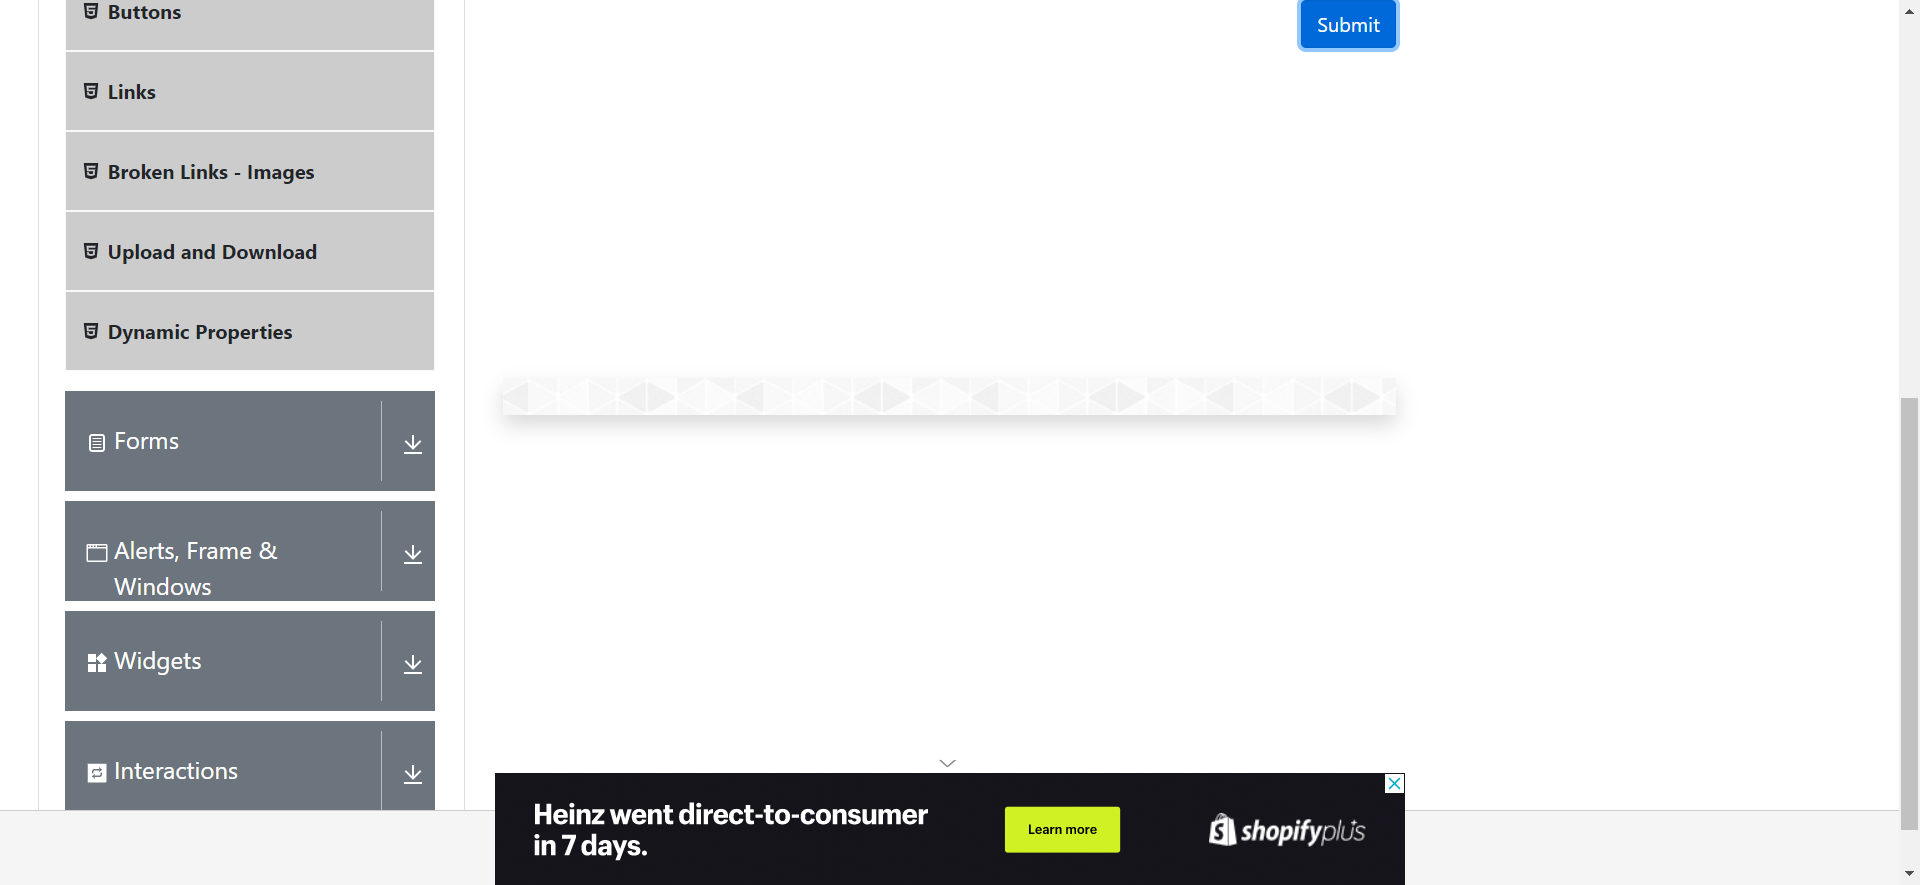 Buttons
Submit
Links
Broken Links - Images
Upload and Download
Dynamic Properties
Forms
Alerts, Frame &
Windows
Widgets
Interactions
Heinz went direct-to-consumer
in 7 days.
Learn more
shopifyplus